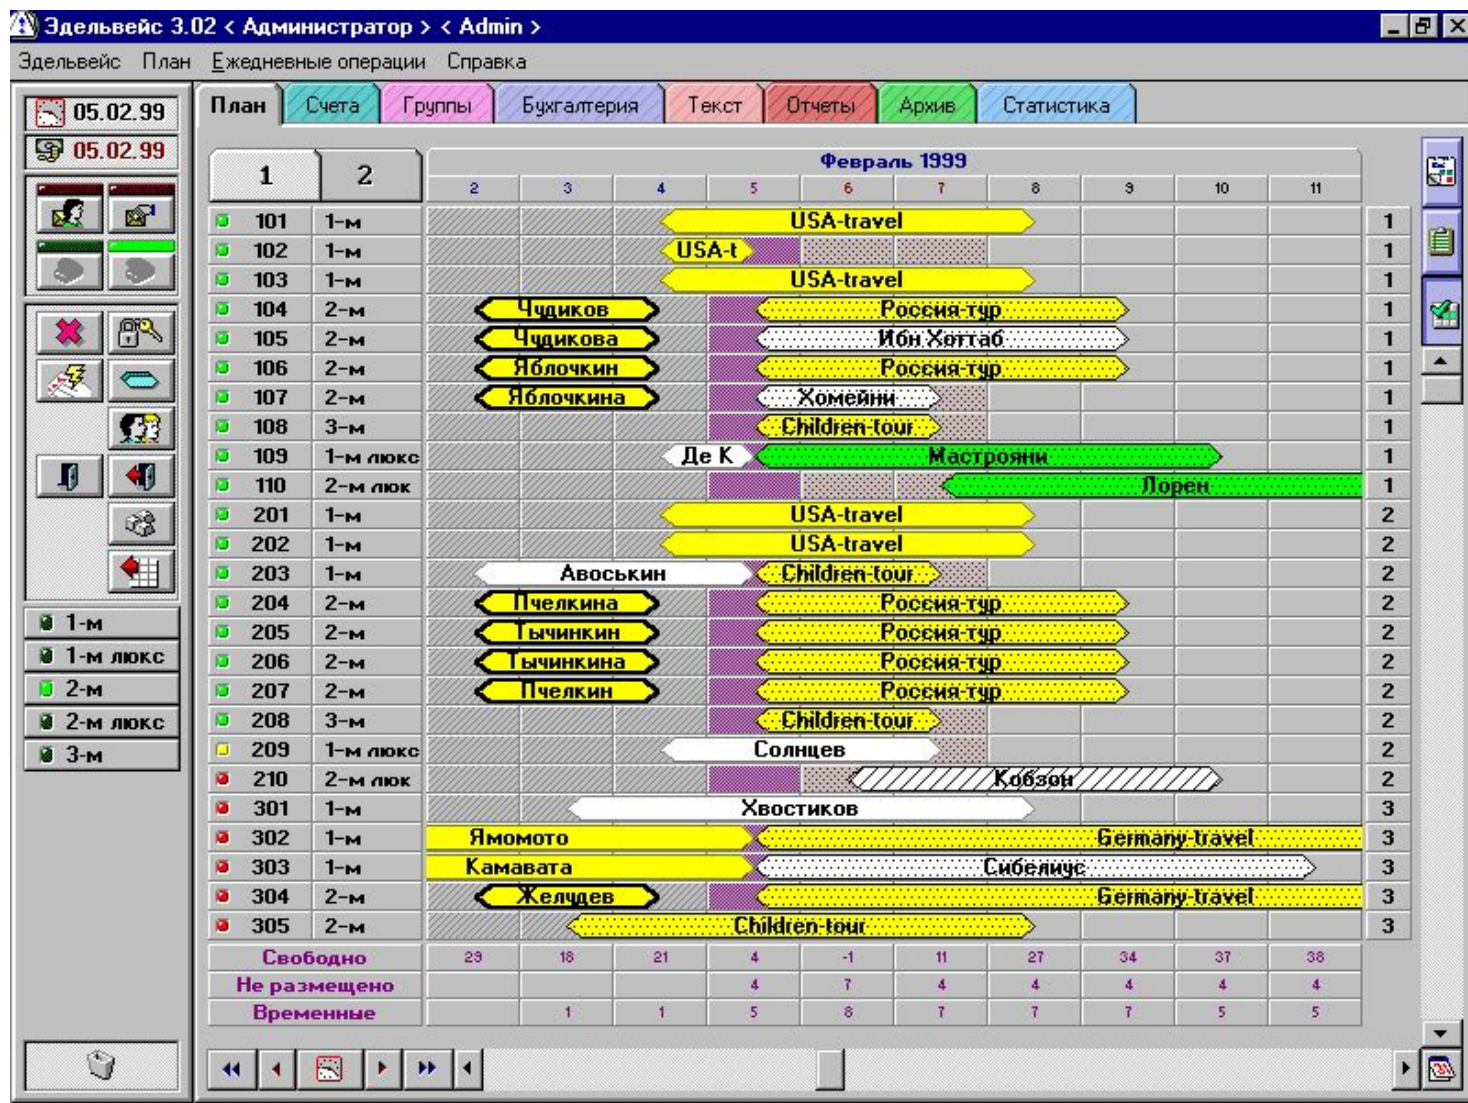 Эдельвейс 3.02 < Администратор > < Admin >
Эдельвейс План Ежедневные операции Справка
05.02.99
05.02.99
План Счета Группы Бухгалтерия Текст Отчеты Архив Статистика
1 2
Февраль 1999
2 3 4 5 6 7 8 9 10 11
101 1-м USA-travel 1
102 1-м USA-t 1
103 1-м USA-travel 1
104 2-м Чудиков Россия-тур 1
105 2-м Чудикова Ибн Хоттаб 1
106 2-м Яблочкин Россия-тур 1
107 2-м Яблочкина Хомейни 1
108 3-м Children-tour 1
109 1-м люкс Де К Мастрояни 1
110 2-м люк Лорен 1
201 1-м USA-travel 2
202 1-м USA-travel 2
203 1-м Авоськин Children-tour 2
204 2-м Пчелкина Россия-тур 2
205 2-м Тычинкин Россия-тур 2
206 2-м Тычинкина Россия-тур 2
207 2-м Пчелкин Россия-тур 2
208 3-м Children-tour 2
209 1-м люкс Солнцев 2
210 2-м люк Кобзон 2
301 1-м Хвостиков 3
302 1-м Ямомото Germany-travel 3
303 1-м Камавата Сибелиус 3
304 2-м Желудев Germany-travel 3
305 2-м Children-tour 3
Свободно 29 18 21 4 -1 11 27 34 37 38
Не размещено 4 7 4 4 4 4 4
Временные 1 1 5 8 7 7 7 5 5
1-м
1-м люкс
2-м
2-м люкс
3-м